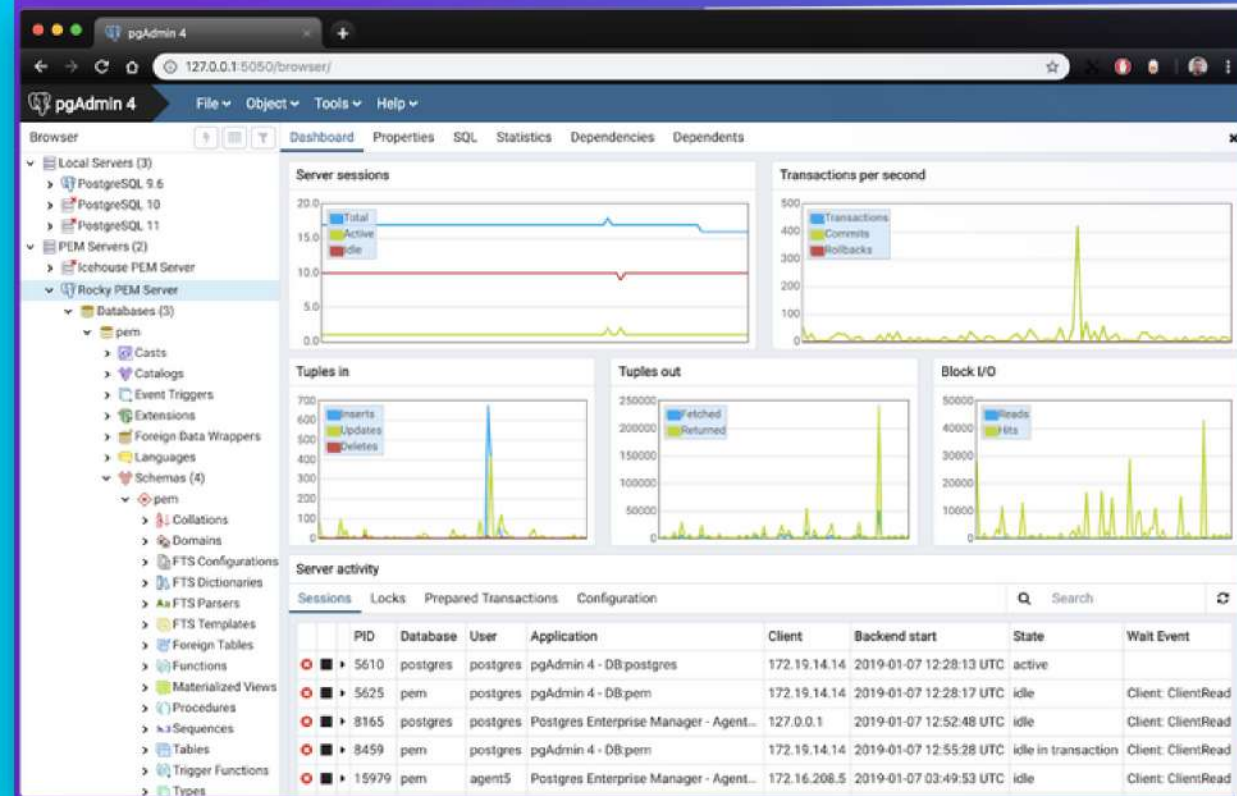 pgAdmin 4
127.0.0.1:5050/browser/
pgAdmin 4 File Object Tools Help
Browser
Dashboard Properties SQL Statistics Dependencies Dependents
Local Servers (3)
PostgreSQL 9.6
PostgreSQL 10
PostgreSQL 11
PEM Servers (2)
Icehouse PEM Server
Rocky PEM Server
Databases (3)
pem
Casts
Catalogs
Event Triggers
Extensions
Foreign Data Wrappers
Languages
Schemas (4)
pem
Collations
Domains
FTS Configurations
FTS Dictionaries
Aa FTS Parsers
FTS Templates
Foreign Tables
Functions
Materialized Views
Procedures
Sequences
Tables
Trigger Functions
Types
Server sessions
20.0
15.0
10.0
5.0
0.0
Total
Active
Idle
Transactions per second
500
400
300
200
100
0
Transactions
Commits
Rollbacks
Tuples in
700
600
500
400
300
200
100
0
Inserts
Updates
Deletes
Tuples out
250000
200000
150000
100000
50000
0
Fetched
Returned
Block I/O
50000
40000
30000
20000
10000
0
Reads
Hits
Server activity
Sessions Locks Prepared Transactions Configuration Search
PID Database User Application Client Backend start State Wait Event
5610 postgres postgres pgAdmin 4 - DB:postgres 172.19.14.14 2019-01-07 12:28:13 UTC active
5625 pem postgres pgAdmin 4 - DB:pem 172.19.14.14 2019-01-07 12:28:17 UTC idle Client: ClientRead
8165 postgres postgres Postgres Enterprise Manager - Agent... 127.0.0.1 2019-01-07 12:52:48 UTC idle Client: ClientRead
8459 pem postgres pgAdmin 4 - DB:pem 172.19.14.14 2019-01-07 12:55:28 UTC idle in transaction Client: ClientRead
15979 pem agent5 Postgres Enterprise Manager - Agent... 172.16.208.5 2019-01-07 03:49:53 UTC idle Client: ClientRead